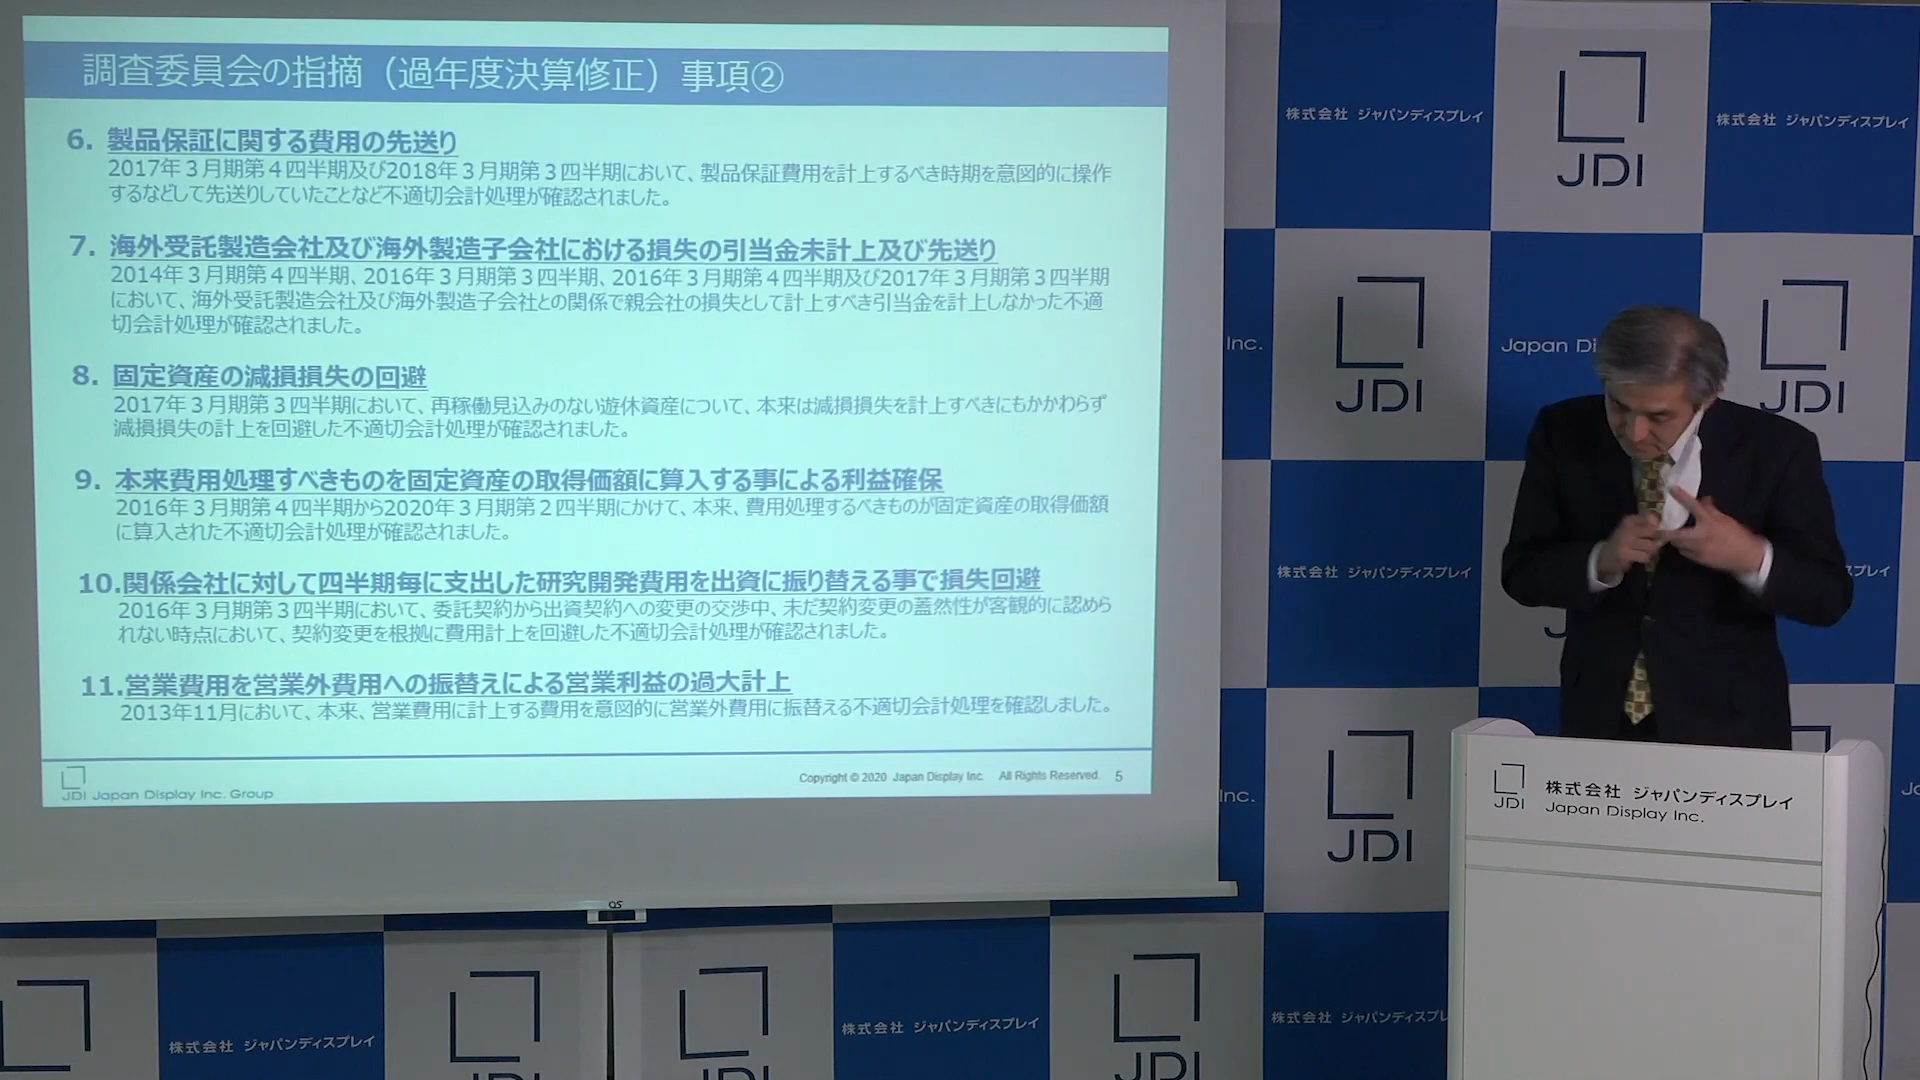 調査委員会の指摘（過年度決算修正）事項②
6. 製品保証に関する費用の先送り
2017年３月期第４四半期及び2018年３月期第３四半期において、製品保証費用を計上するべき時期を意図的に操作
するなどして先送りしていたことなど不適切会計処理が確認されました。
7. 海外受託製造会社及び海外製造子会社における損失の引当金未計上及び先送り
2014年３月期第４四半期、2016年３月期第３四半期、2016年３月期第４四半期及び2017年３月期第３四半期
において、海外受託製造会社及び海外製造子会社との関係で親会社の損失として計上すべき引当金を計上しなかった不適
切会計処理が確認されました。
8. 固定資産の減損損失の回避
2017年３月期第３四半期において、再稼働見込みのない遊休資産について、本来は減損損失を計上すべきにもかかわらず
減損損失の計上を回避した不適切会計処理が確認されました。
9. 本来費用処理すべきものを固定資産の取得価額に算入する事による利益確保
2016年３月期第４四半期から2020年３月期第２四半期にかけて、本来、費用処理するべきものが固定資産の取得価額
に算入された不適切会計処理が確認されました。
10.関係会社に対して四半期毎に支出した研究開発費用を出資に振り替える事で損失回避
2016年３月期第３四半期において、委託契約から出資契約への変更の交渉中、未だ契約変更の蓋然性が客観的に認めら
れない時点において、契約変更を根拠に費用計上を回避した不適切会計処理が確認されました。
11.営業費用を営業外費用への振替えによる営業利益の過大計上
2013年11月において、本来、営業費用に計上する費用を意図的に営業外費用に振替える不適切会計処理を確認しました。
JDI Japan Display Inc. Group
Copyright © 2020 Japan Display Inc. All Rights Reserved. 5
QS
株式会社 ジャパンディスプレイ
JDI
株式会社 ジャパンディスプレイ
Inc.
JDI
Japan Di
JDI
株式会社 ジャパンディスプレイ
スプレイ
Inc.
JDI
JDI
株式会社 ジャパンディスプレイ
Japan Display Inc.
株式会社 ジャパンディスプレイ
JDI
JDI
株式会社 ジャパンディスプレイ
JDI
株式会社 ジャパンディスプレ